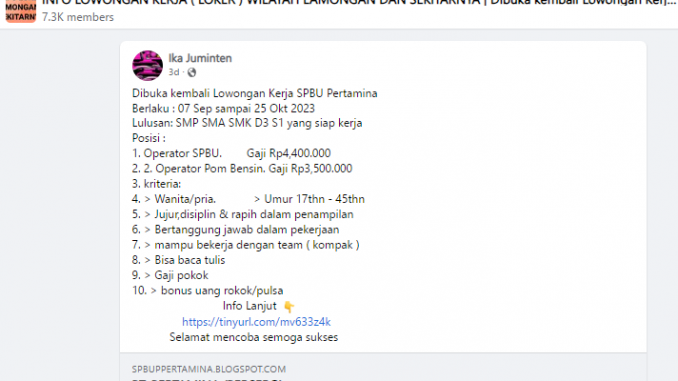 INFO LOWONGAN KERJA ( LOKER ) WILAYAH LAMONGAN DAN SEKITARNYA | Dibuka kembali Lowongan Kerj...
MONGAN
KITARN
7.3K members
Ika Juminten
3d
Dibuka kembali Lowongan Kerja SPBU Pertamina
Berlaku : 07 Sep sampai 25 Okt 2023
Lulusan: SMP SMA SMK D3 S1 yang siap kerja
Posisi :
1. Operator SPBU. Gaji Rp4,400.000
2. 2. Operator Pom Bensin. Gaji Rp3,500.000
3. kriteria:
4. > Wanita/pria. > Umur 17thn - 45thn
5. > Jujur,disiplin & rapih dalam penampilan
6. > Bertanggung jawab dalam pekerjaan
7. > mampu bekerja dengan team ( kompak )
8. > Bisa baca tulis
9. > Gaji pokok
10. > bonus uang rokok/pulsa
Info Lanjut 👇
https://tinyurl.com/mv633z4k
Selamat mencoba semoga sukses
SPBUPPERTAMINA.BLOGSPOT.COM